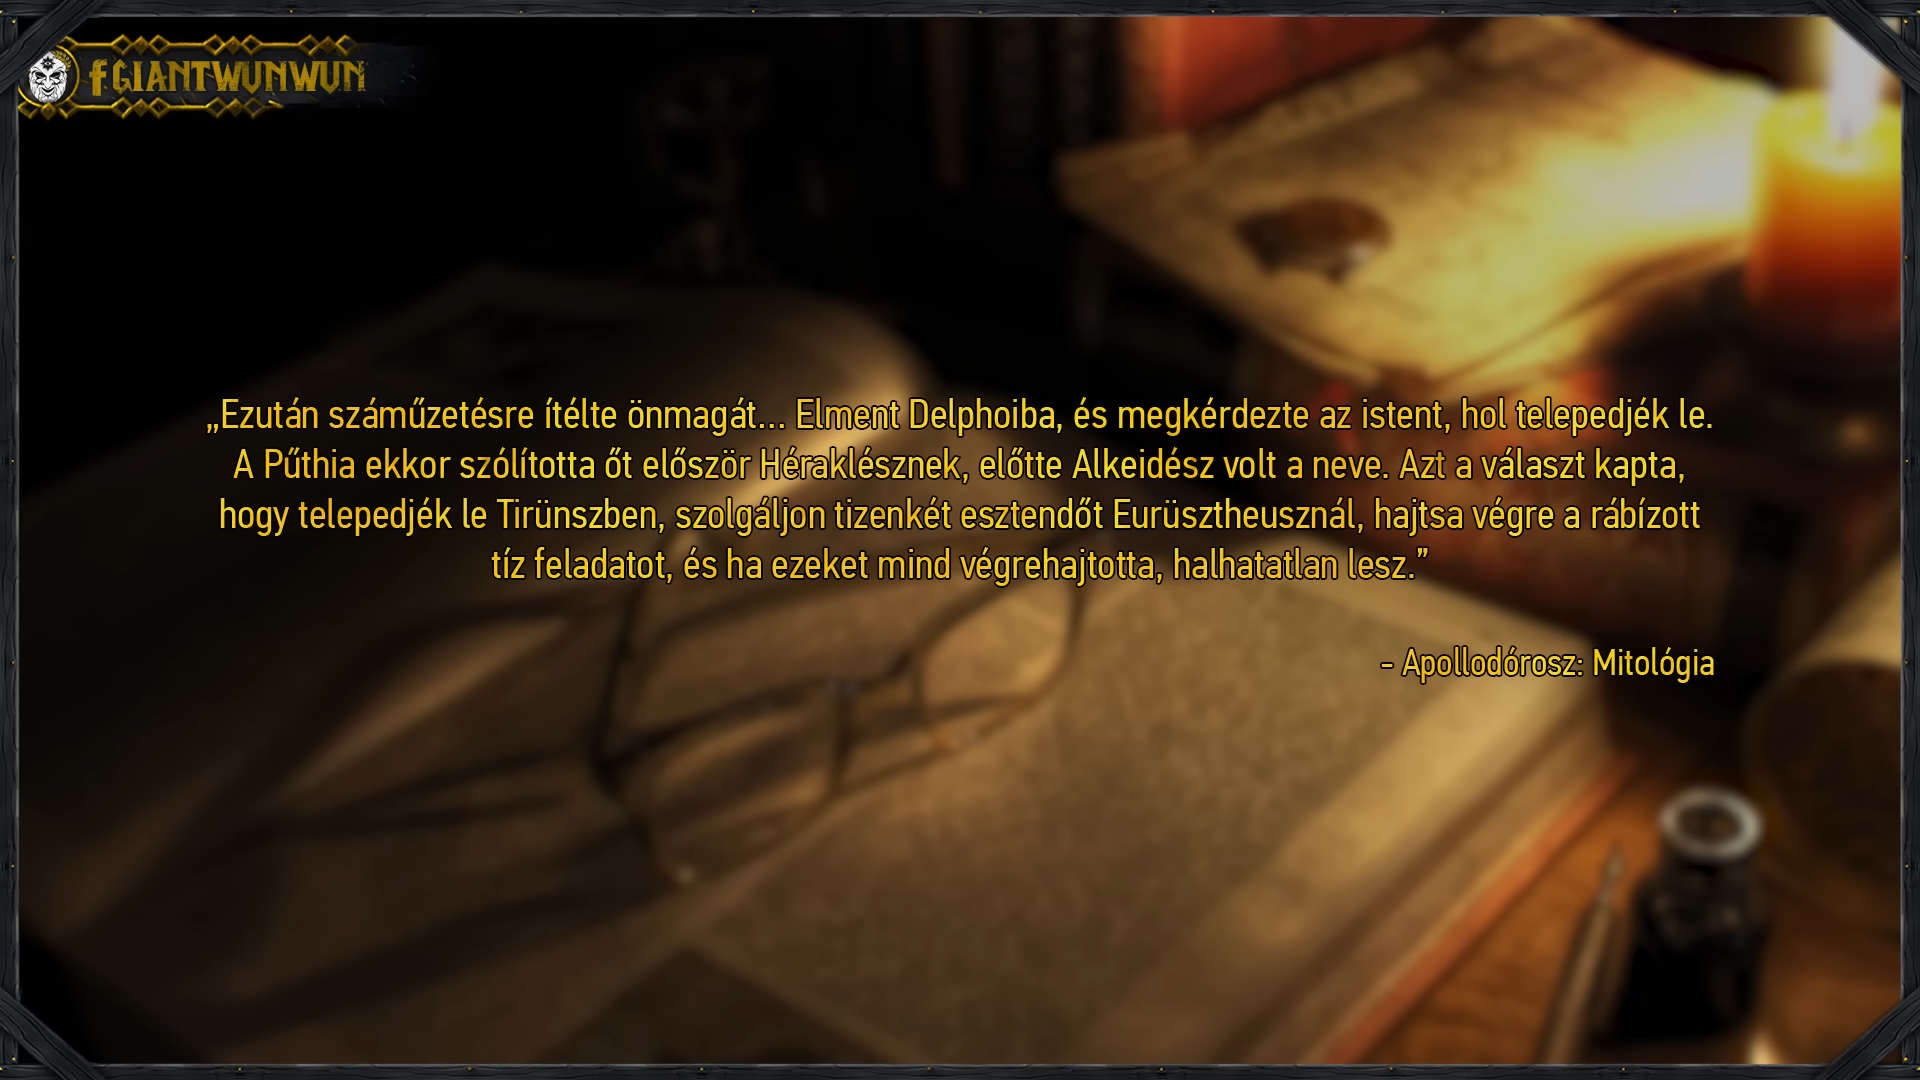 fGIANTWUNWUN
„Ezután száműzetésre ítélte önmagát... Elment Delphoiba, és megkérdezte az istent, hol telepedjék le.
A Pűthia ekkor szólította őt először Héraklésznek, előtte Alkeidész volt a neve. Azt a választ kapta,
hogy telepedjék le Tirünszben, szolgáljon tizenkét esztendőt Eurüsztheusznál, hajtsa végre a rábízott
tíz feladatot, és ha ezeket mind végrehajtotta, halhatatlan lesz.”
- Apollodórosz: Mitológia